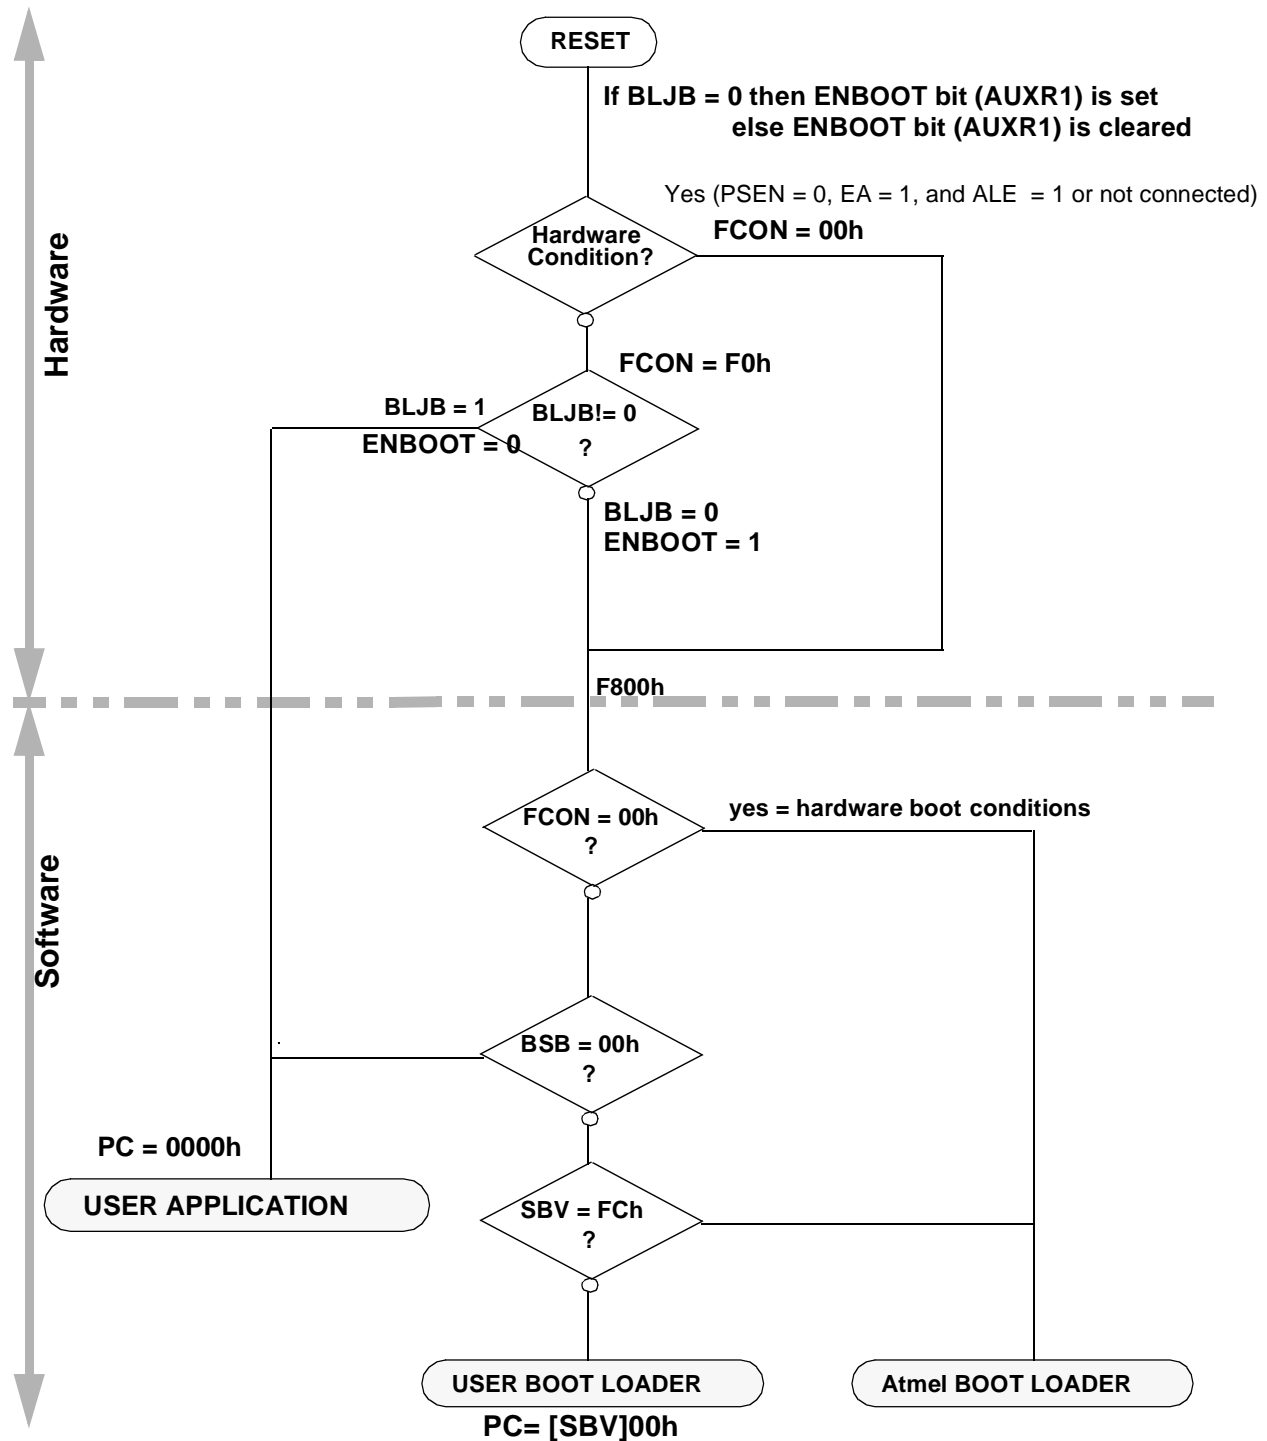 RESET
If BLJB = 0 then ENBOOT bit (AUXR1) is set
else ENBOOT bit (AUXR1) is cleared
Yes (PSEN = 0, EA = 1, and ALE = 1 or not connected)
FCON = 00h
Hardware
Condition?
Hardware
FCON = F0h
BLJB = 1
ENBOOT = 0
BLJB!= 0
?
BLJB = 0
ENBOOT = 1
F800h
FCON = 00h
?
yes = hardware boot conditions
Software
BSB = 00h
?
PC = 0000h
USER APPLICATION
SBV = FCh
?
USER BOOT LOADER
PC= [SBV]00h
Atmel BOOT LOADER